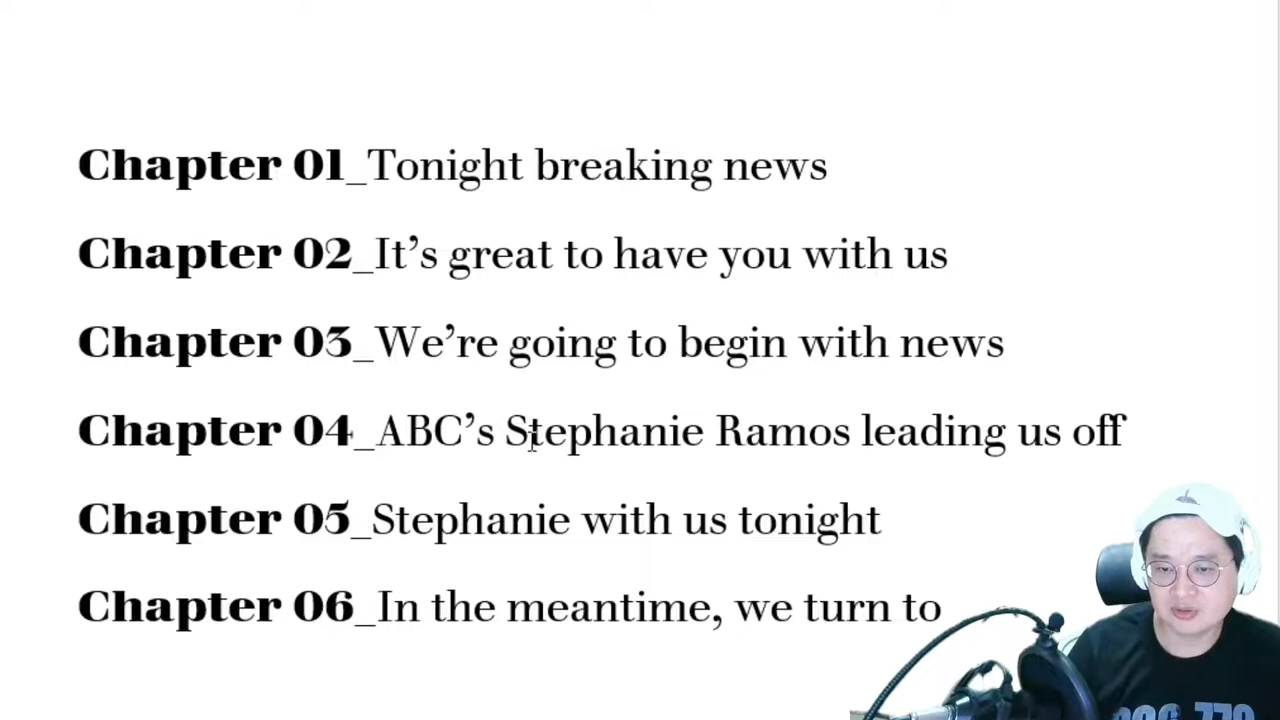 Chapter 01_Tonight breaking news
Chapter 02_It’s great to have you with us
Chapter 03_We’re going to begin with news
Chapter 04_ABC’s Stephanie Ramos leading us off
Chapter 05_Stephanie with us tonight
Chapter 06_In the meantime, we turn to